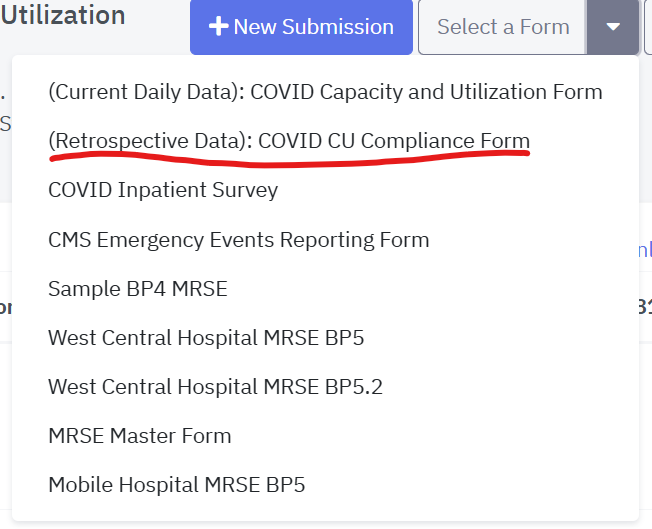 Utilization
+ New Submission
Select a Form
(Current Daily Data): COVID Capacity and Utilization Form
(Retrospective Data): COVID CU Compliance Form
COVID Inpatient Survey
CMS Emergency Events Reporting Form
Sample BP4 MRSE
West Central Hospital MRSE BP5
West Central Hospital MRSE BP5.2
MRSE Master Form
Mobile Hospital MRSE BP5